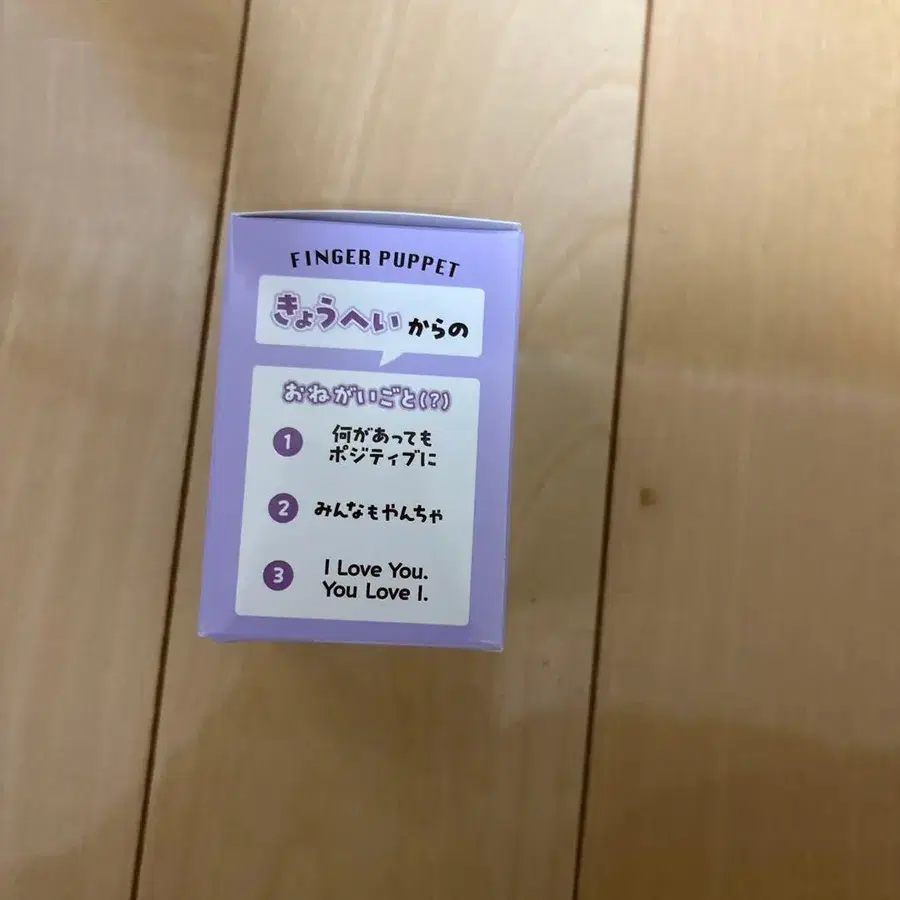 FINGER PUPPET
きょうへいからの
おねがいごと(?)
1 何があっても
ポジティブに
2 みんなもやんちゃ
3 I Love You.
You Love I.